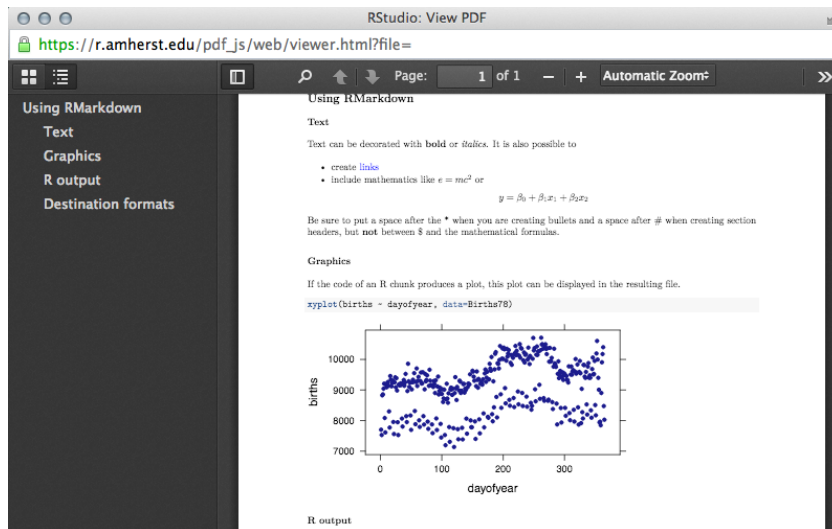 RStudio: View PDF
https://r.amherst.edu/pdf_js/web/viewer.html?file=
Page: 1 of 1 − + Automatic Zoom
Using RMarkdown
Text
Graphics
R output
Destination formats
Using RMarkdown
Text
Text can be decorated with bold or italics. It is also possible to
• create links
• include mathematics like e = mc² or
y = β₀ + β₁x₁ + β₂x₂
Be sure to put a space after the * when you are creating bullets and a space after # when creating section
headers, but not between $ and the mathematical formulas.
Graphics
If the code of an R chunk produces a plot, this plot can be displayed in the resulting file.
xyplot(births ~ dayofyear, data=Births78)
births
10000
9000
8000
7000
0 100 200 300
dayofyear
R output